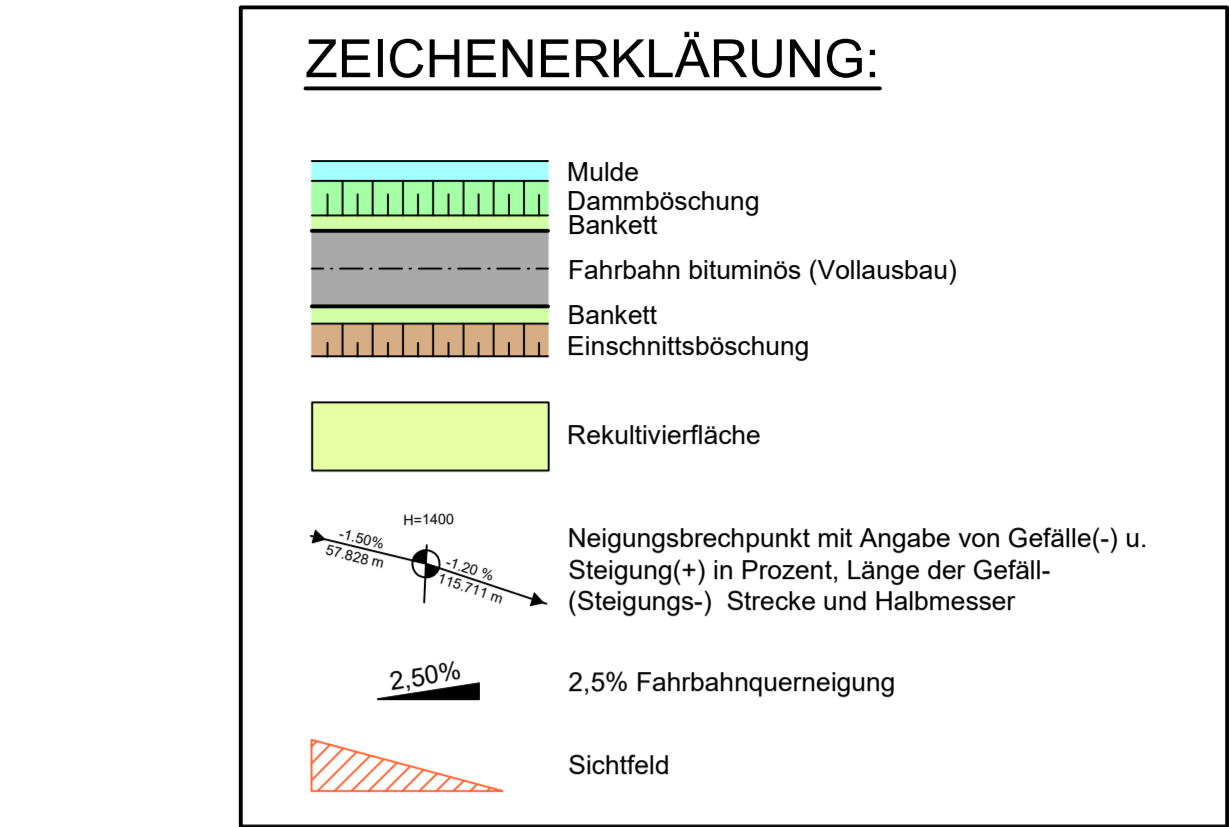 ZEICHENERKLÄRUNG:
Mulde
Dammböschung
Bankett
Fahrbahn bituminös (Vollausbau)
Bankett
Einschnittsböschung
Rekultivierfläche
H=1400
-1.50%
57.828 m
-1.20 %
115.711 m
Neigungsbrechpunkt mit Angabe von Gefälle(-) u.
Steigung(+) in Prozent, Länge der Gefäll-
(Steigungs-) Strecke und Halbmesser
2,50%
2,5% Fahrbahnquerneigung
Sichtfeld